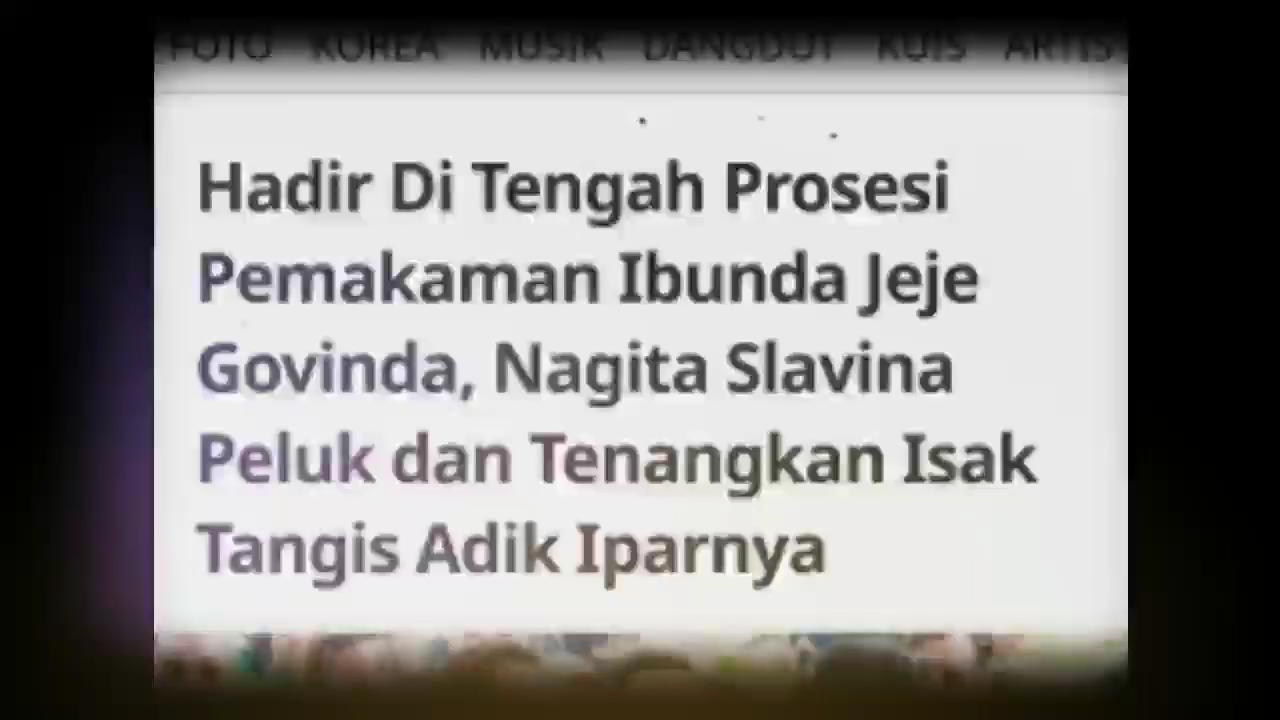 FOTO KOREA MUSIK DANGDUT KUIS ARTIS
Hadir Di Tengah Prosesi
Pemakaman Ibunda Jeje
Govinda, Nagita Slavina
Peluk dan Tenangkan Isak
Tangis Adik Iparnya